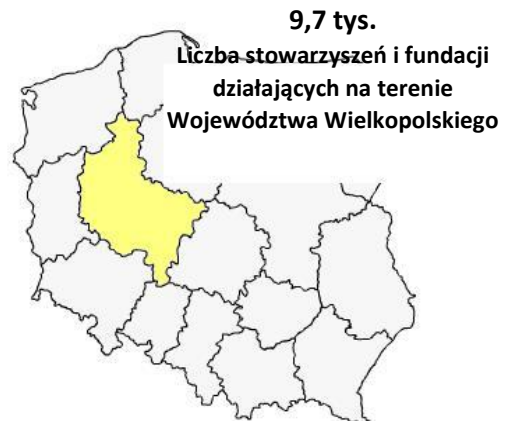 9,7 tys.
Liczba stowarzyszeń i fundacji
działających na terenie
Województwa Wielkopolskiego